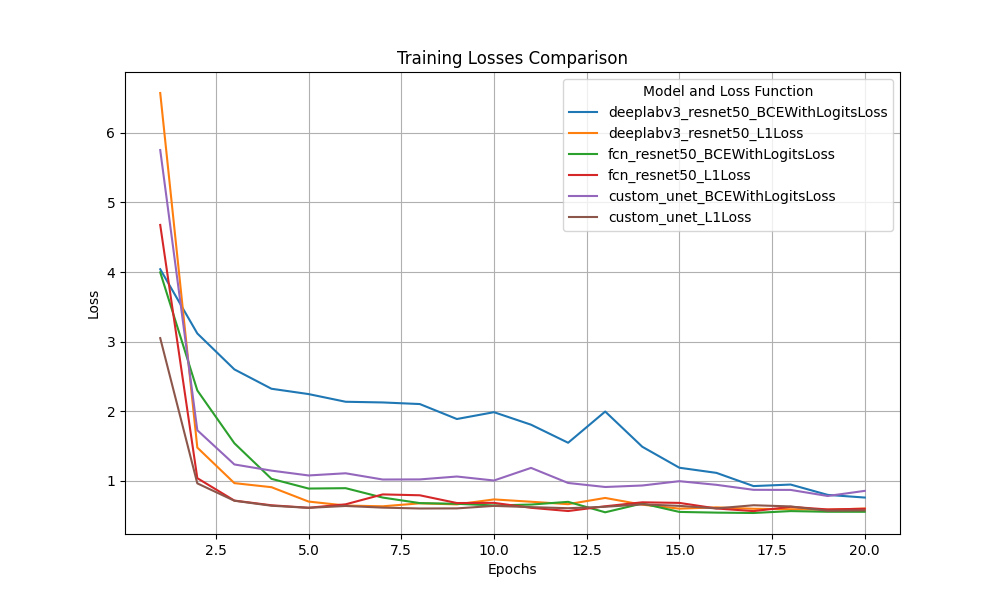 Training Losses Comparison
Model and Loss Function
deeplabv3_resnet50_BCEWithLogitsLoss
deeplabv3_resnet50_L1Loss
fcn_resnet50_BCEWithLogitsLoss
fcn_resnet50_L1Loss
custom_unet_BCEWithLogitsLoss
custom_unet_L1Loss
6
5
4
3
2
1
Loss
2.5 5.0 7.5 10.0 12.5 15.0 17.5 20.0
Epochs